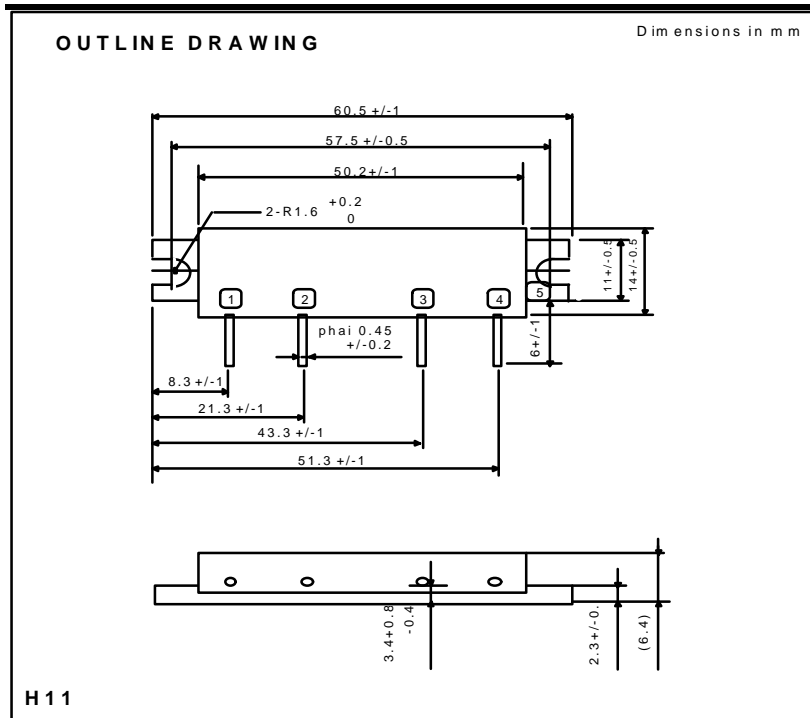 OUTLINE DRAWING
Dimensions in mm
60.5+/-1
57.5+/-0.5
50.2+/-1
2-R1.6 +0.2
0
11+/-0.5
14+/-0.5
1 2 3 4 5
phai 0.45
+/-0.2
6+/-1
8.3+/-1
21.3+/-1
43.3+/-1
51.3+/-1
3.4+0.8
-0.4
2.3+/-0.
(6.4)
H11